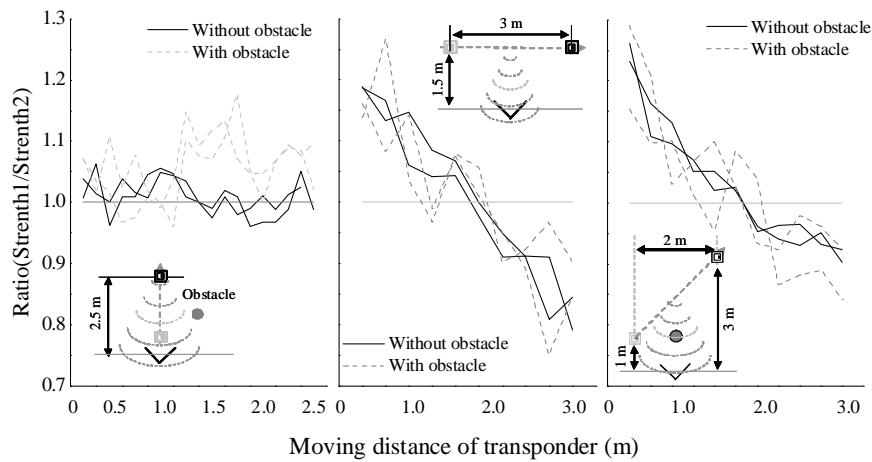 Ratio(Strenth1/Strenth2)
1.3
1.2
1.1
1.0
0.9
0.8
0.7
Without obstacle
With obstacle
2.5 m
Obstacle
0 0.5 1.0 1.5 2.0 2.5
3 m
1.5 m
Without obstacle
With obstacle
0 1.0 2.0 3.0
Without obstacle
With obstacle
2 m
3 m
1 m
0 1.0 2.0 3.0
Moving distance of transponder (m)